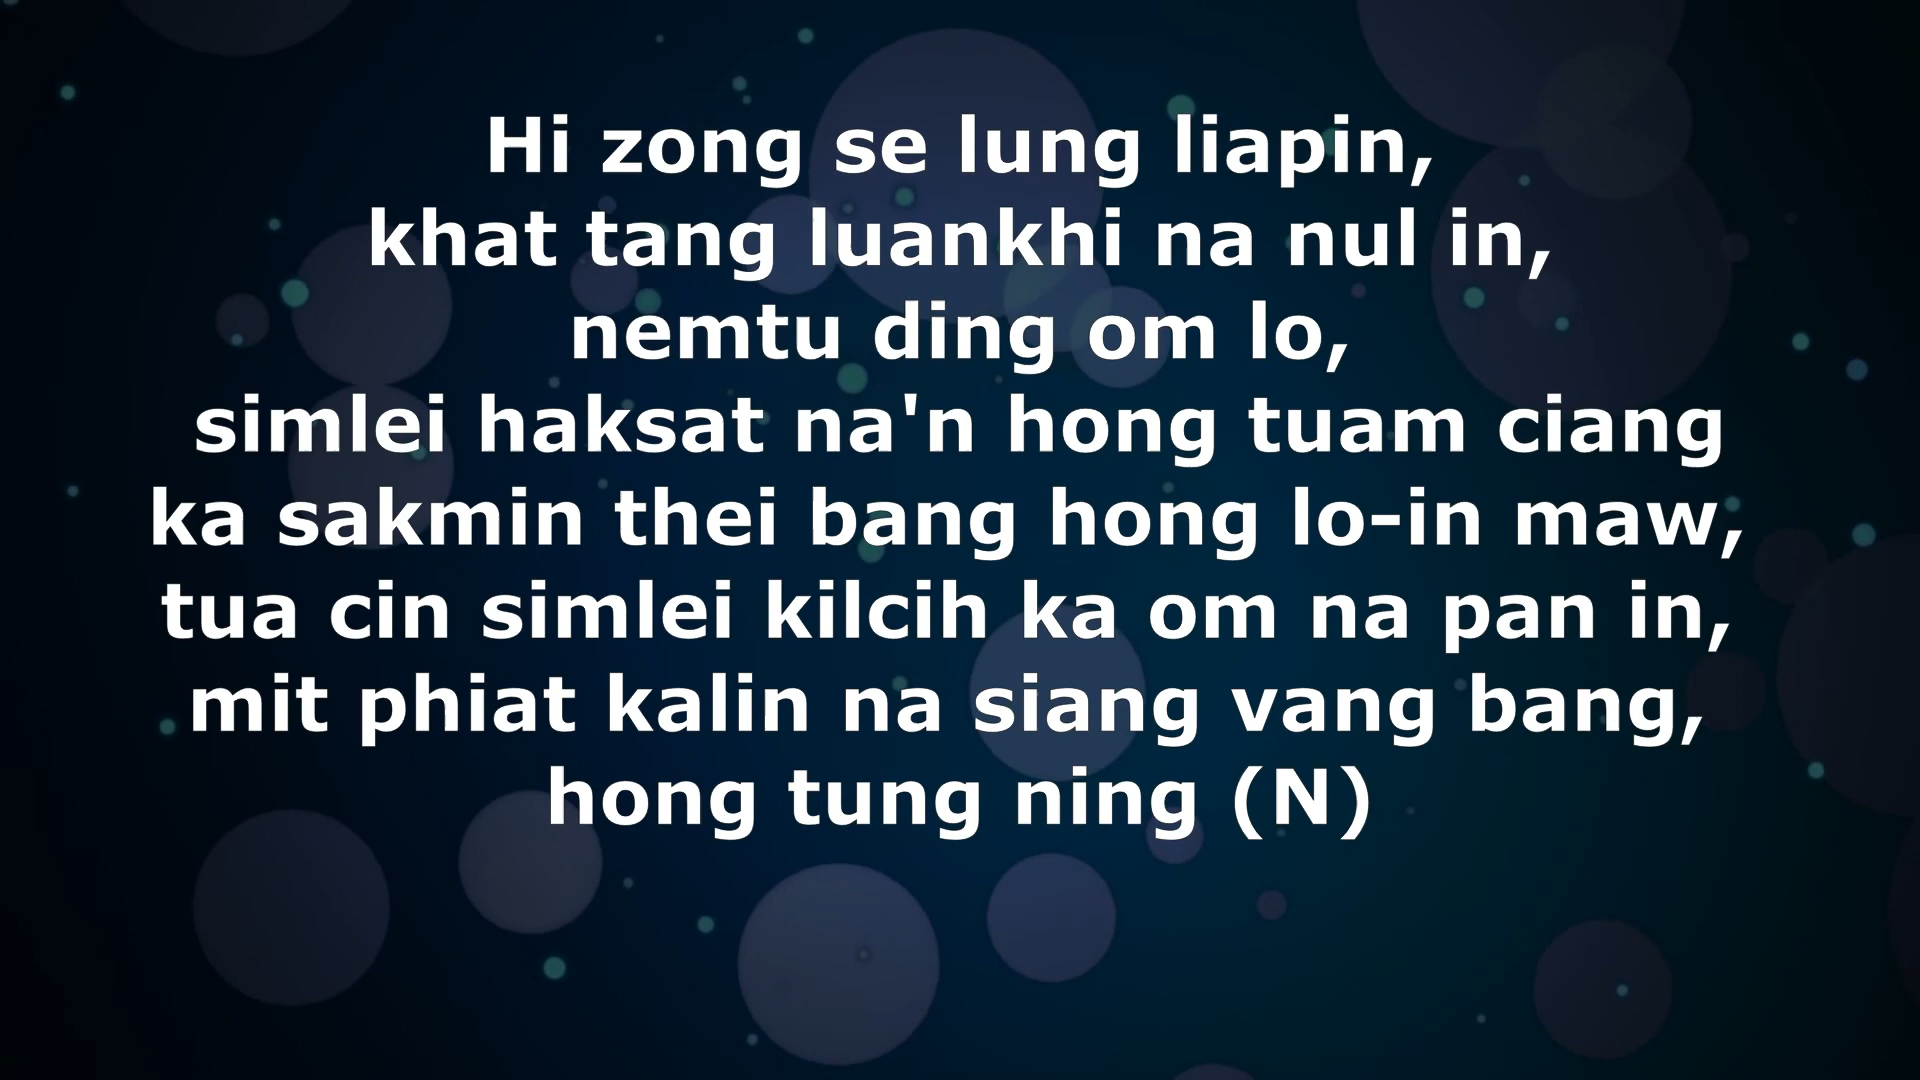 Hi zong se lung liapin,
khat tang luankhi na nul in,
nemtu ding om lo,
simlei haksat na'n hong tuam ciang
ka sakmin thei bang hong lo-in maw,
tua cin simlei kilcih ka om na pan in,
mit phiat kalin na siang vang bang,
hong tung ning (N)